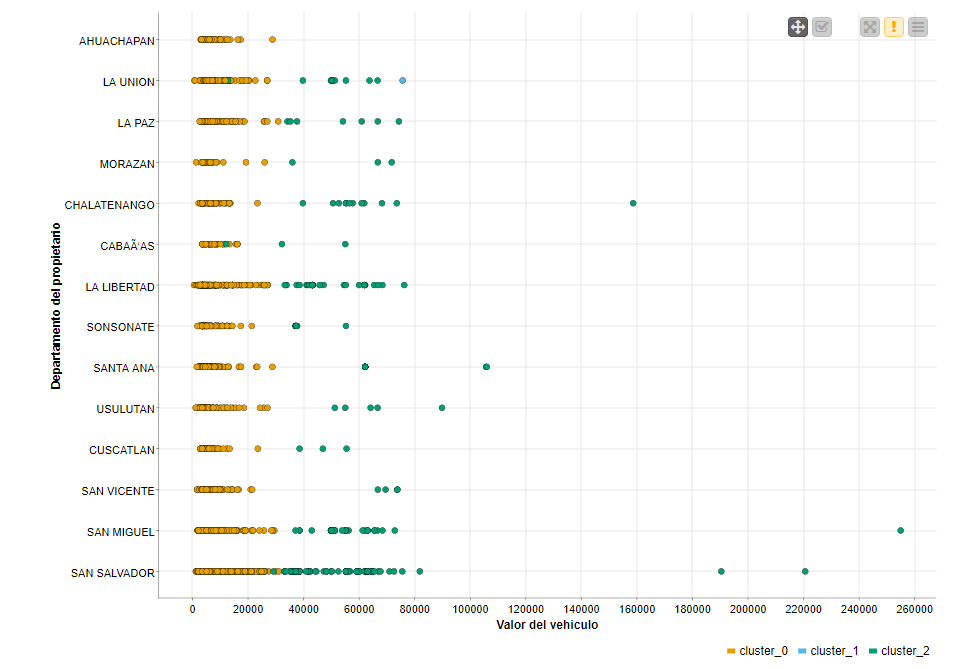 AHUACHAPAN
LA UNION
LA PAZ
MORAZAN
CHALATENANGO
CABAÃ'AS
LA LIBERTAD
SONSONATE
SANTA ANA
USULUTAN
CUSCATLAN
SAN VICENTE
SAN MIGUEL
SAN SALVADOR
Departamento del propietario
0 20000 40000 60000 80000 100000 120000 140000 160000 180000 200000 220000 240000 260000
Valor del vehiculo
cluster_0 cluster_1 cluster_2